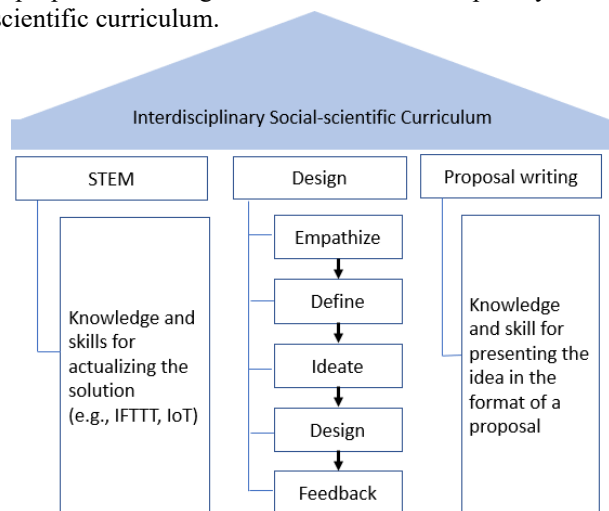 scientific curriculum.
Interdisciplinary Social-scientific Curriculum
STEM
Design
Proposal writing
Knowledge and
skills for
actualizing the
solution
(e.g., IFTTT, IoT)
Empathize
Define
Ideate
Design
Feedback
Knowledge
and skill for
presenting the
idea in the
format of a
proposal